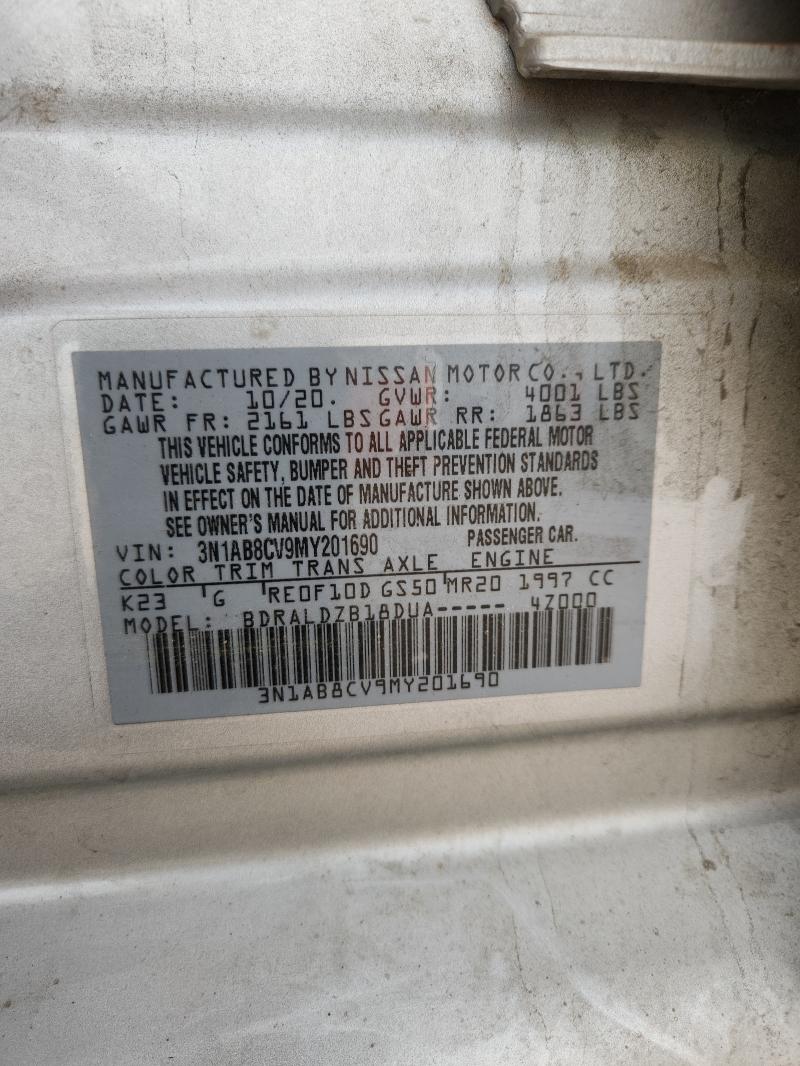 MANUFACTURED BY NISSAN MOTOR CO., LTD.
DATE: 10/20. GVWR: 4001 LBS
GAWR FR: 2161 LBS GAWR RR: 1863 LBS
THIS VEHICLE CONFORMS TO ALL APPLICABLE FEDERAL MOTOR
VEHICLE SAFETY, BUMPER AND THEFT PREVENTION STANDARDS
IN EFFECT ON THE DATE OF MANUFACTURE SHOWN ABOVE.
SEE OWNER'S MANUAL FOR ADDITIONAL INFORMATION.
VIN: 3N1AB8CV9MY201690 PASSENGER CAR.
COLOR TRIM TRANS AXLE ENGINE
K23 G RE0F10D GS50 MR20 1997 CC
MODEL: BDRALDZB18DUA----- 4Z000
3N1AB8CV9MY201690